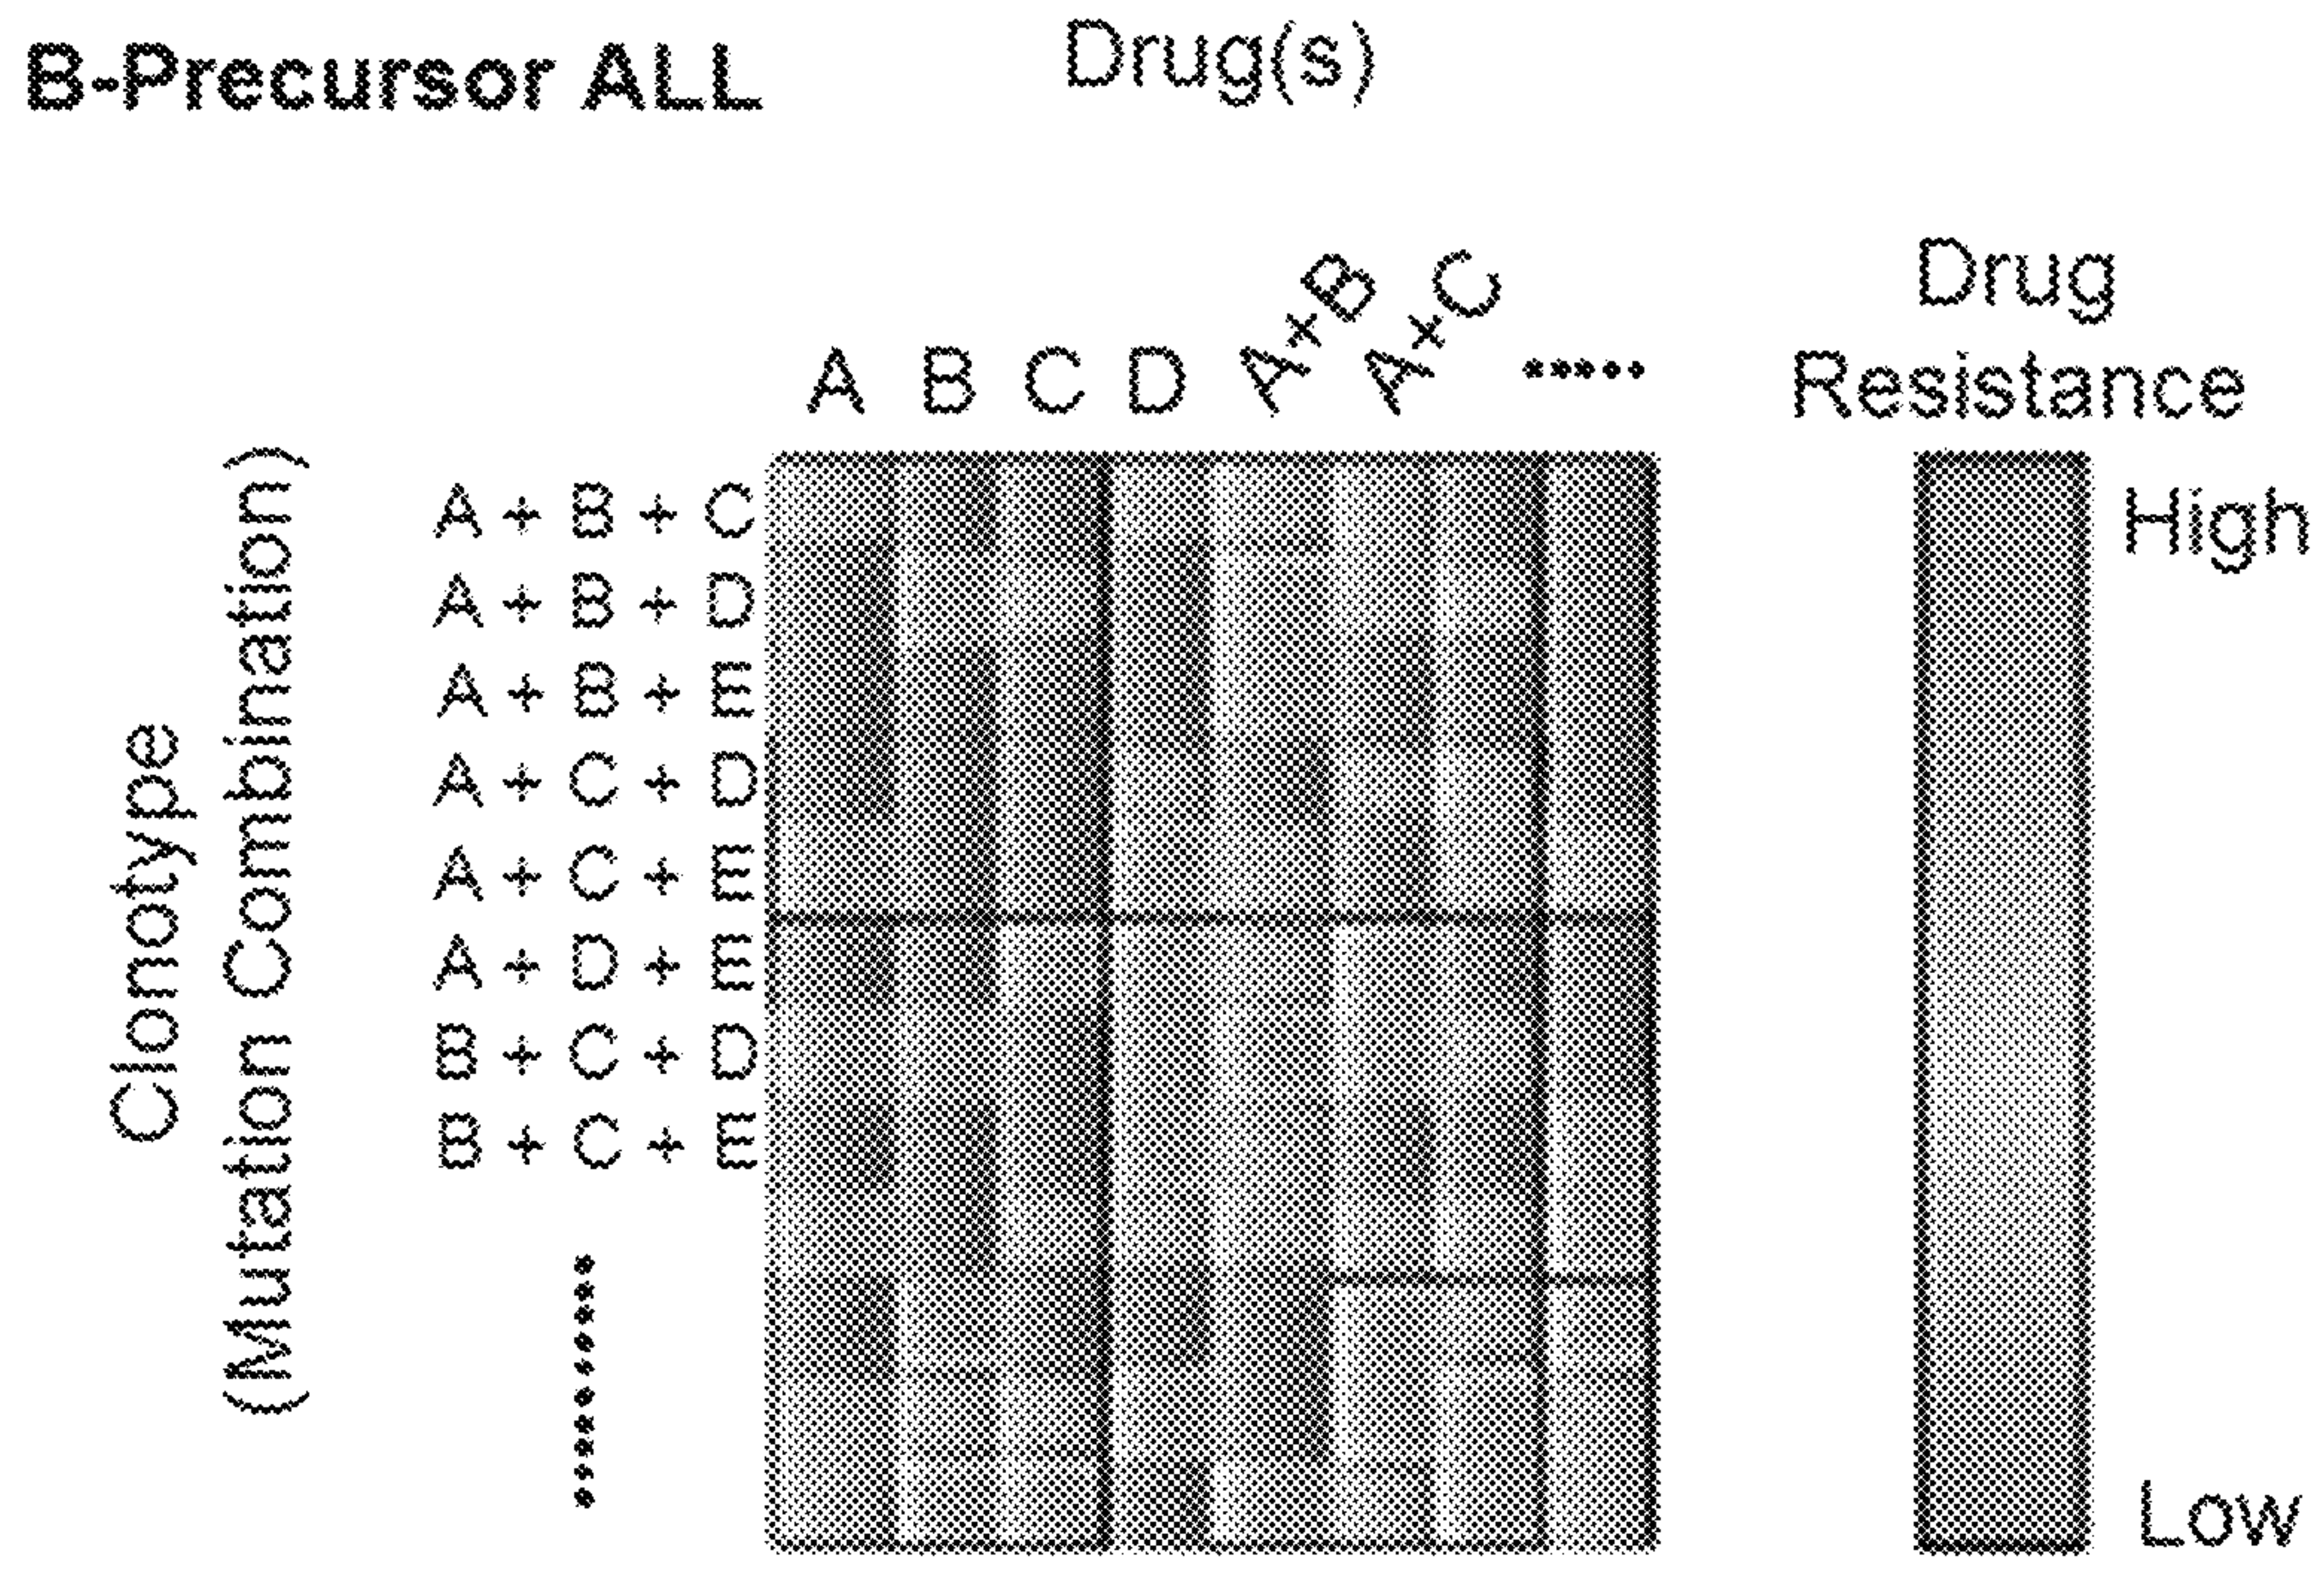 B-Precursor ALL
Drug(s)
A B C D A+B A+C .....
Drug
Resistance
High
Low
Clonotype
(Mutation Combination)
A + B + C
A + B + D
A + B + E
A + C + D
A + C + E
A + D + E
B + C + D
B + C + E
..........